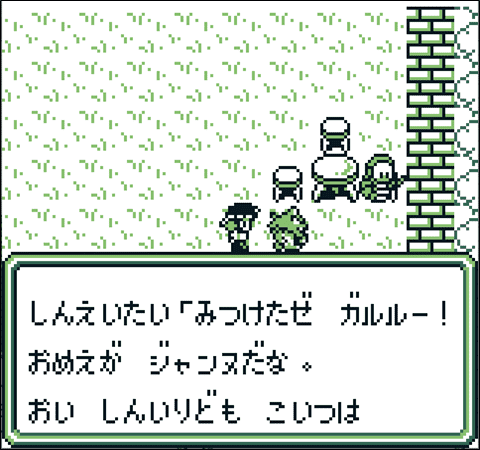 しんえいたい「みつけたぜ ガルルー！
おめえが ジャンヌだな。
おい しんいりども こいつは